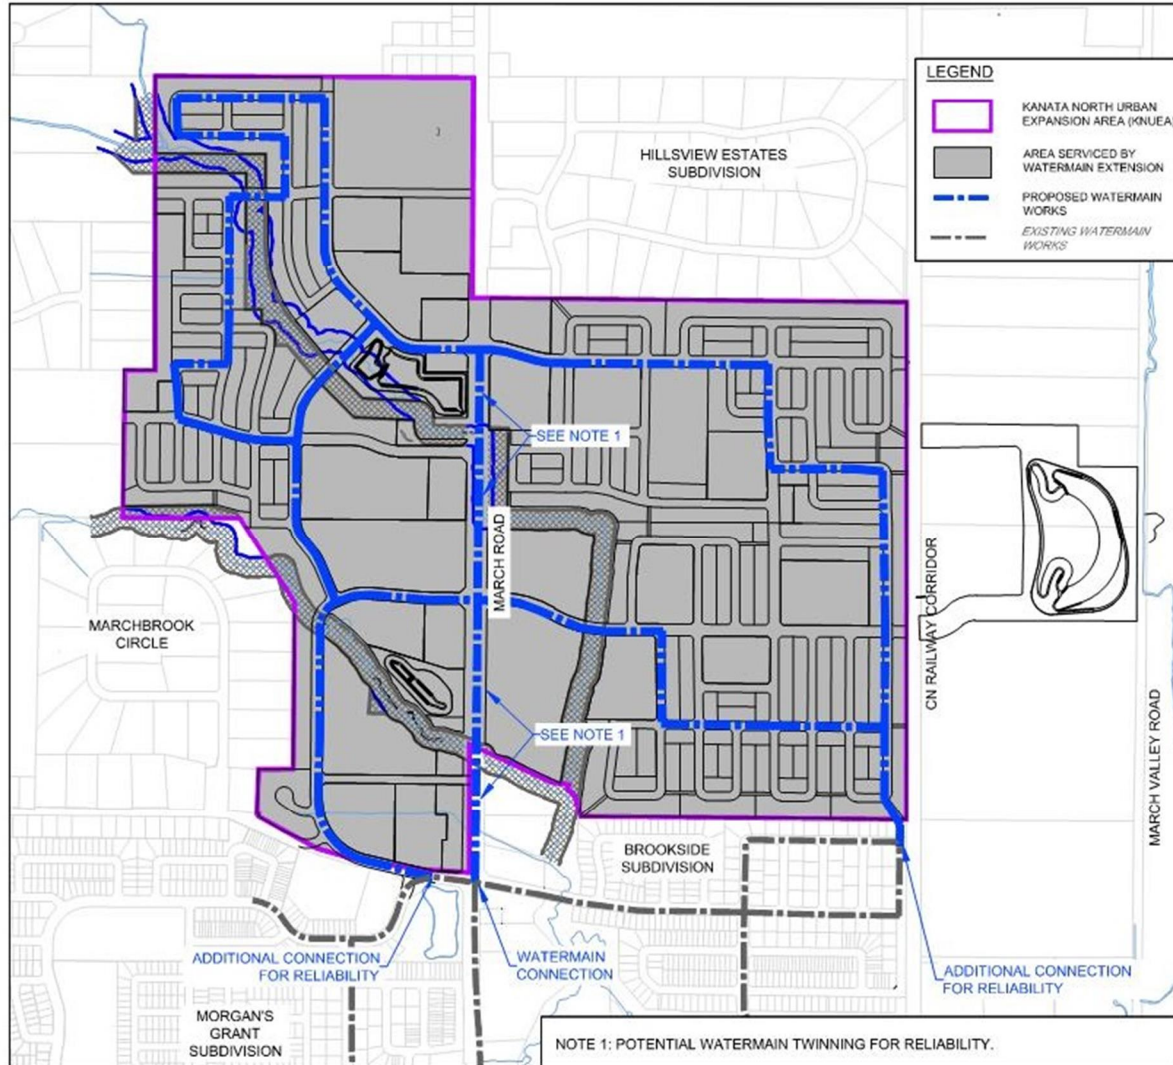 LEGEND
KANATA NORTH URBAN
EXPANSION AREA (KNUEA)
AREA SERVICED BY
WATERMAIN EXTENSION
PROPOSED WATERMAIN
WORKS
EXISTING WATERMAIN
WORKS
HILLSVIEW ESTATES
SUBDIVISION
SEE NOTE 1
MARCH ROAD
MARCHBROOK
CIRCLE
CN RAILWAY CORRIDOR
MARCH VALLEY ROAD
SEE NOTE 1
BROOKSIDE
SUBDIVISION
ADDITIONAL CONNECTION
FOR RELIABILITY
WATERMAIN
CONNECTION
ADDITIONAL CONNECTION
FOR RELIABILITY
MORGAN'S
GRANT
SUBDIVISION
NOTE 1: POTENTIAL WATERMAIN TWINNING FOR RELIABILITY.